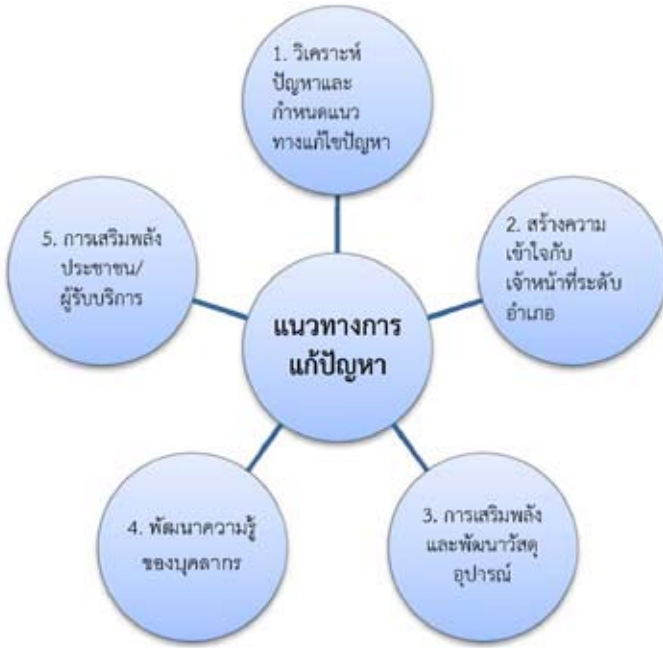 1. วิเคราะห์
ปัญหาและ
กำหนดแนว
ทางแก้ไขปัญหา
2. สร้างความ
เข้าใจกับ
เจ้าหน้าที่ระดับ
อำเภอ
3. การเสริมพลัง
และพัฒนาวัสดุ
อุปารณ์
4. พัฒนาความรู้
ของบุคลากร
5. การเสริมพลัง
ประชาชน/
ผู้รับบริการ
แนวทางการ
แก้ปัญหา